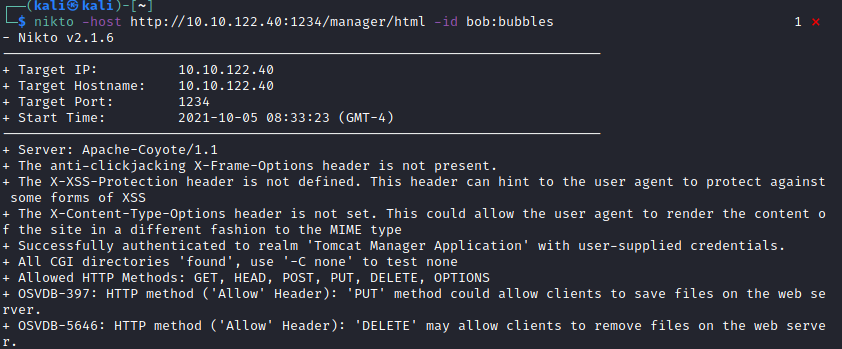 (kali㉿kali)-[~]
$ nikto -host http://10.10.122.40:1234/manager/html -id bob:bubbles 1 ⨯
- Nikto v2.1.6
---------------------------------------------------------------------------
+ Target IP: 10.10.122.40
+ Target Hostname: 10.10.122.40
+ Target Port: 1234
+ Start Time: 2021-10-05 08:33:23 (GMT-4)
---------------------------------------------------------------------------
+ Server: Apache-Coyote/1.1
+ The anti-clickjacking X-Frame-Options header is not present.
+ The X-XSS-Protection header is not defined. This header can hint to the user agent to protect against
some forms of XSS
+ The X-Content-Type-Options header is not set. This could allow the user agent to render the content o
f the site in a different fashion to the MIME type
+ Successfully authenticated to realm 'Tomcat Manager Application' with user-supplied credentials.
+ All CGI directories 'found', use '-C none' to test none
+ Allowed HTTP Methods: GET, HEAD, POST, PUT, DELETE, OPTIONS
+ OSVDB-397: HTTP method ('Allow' Header): 'PUT' method could allow clients to save files on the web se
rver.
+ OSVDB-5646: HTTP method ('Allow' Header): 'DELETE' may allow clients to remove files on the web serve
r.